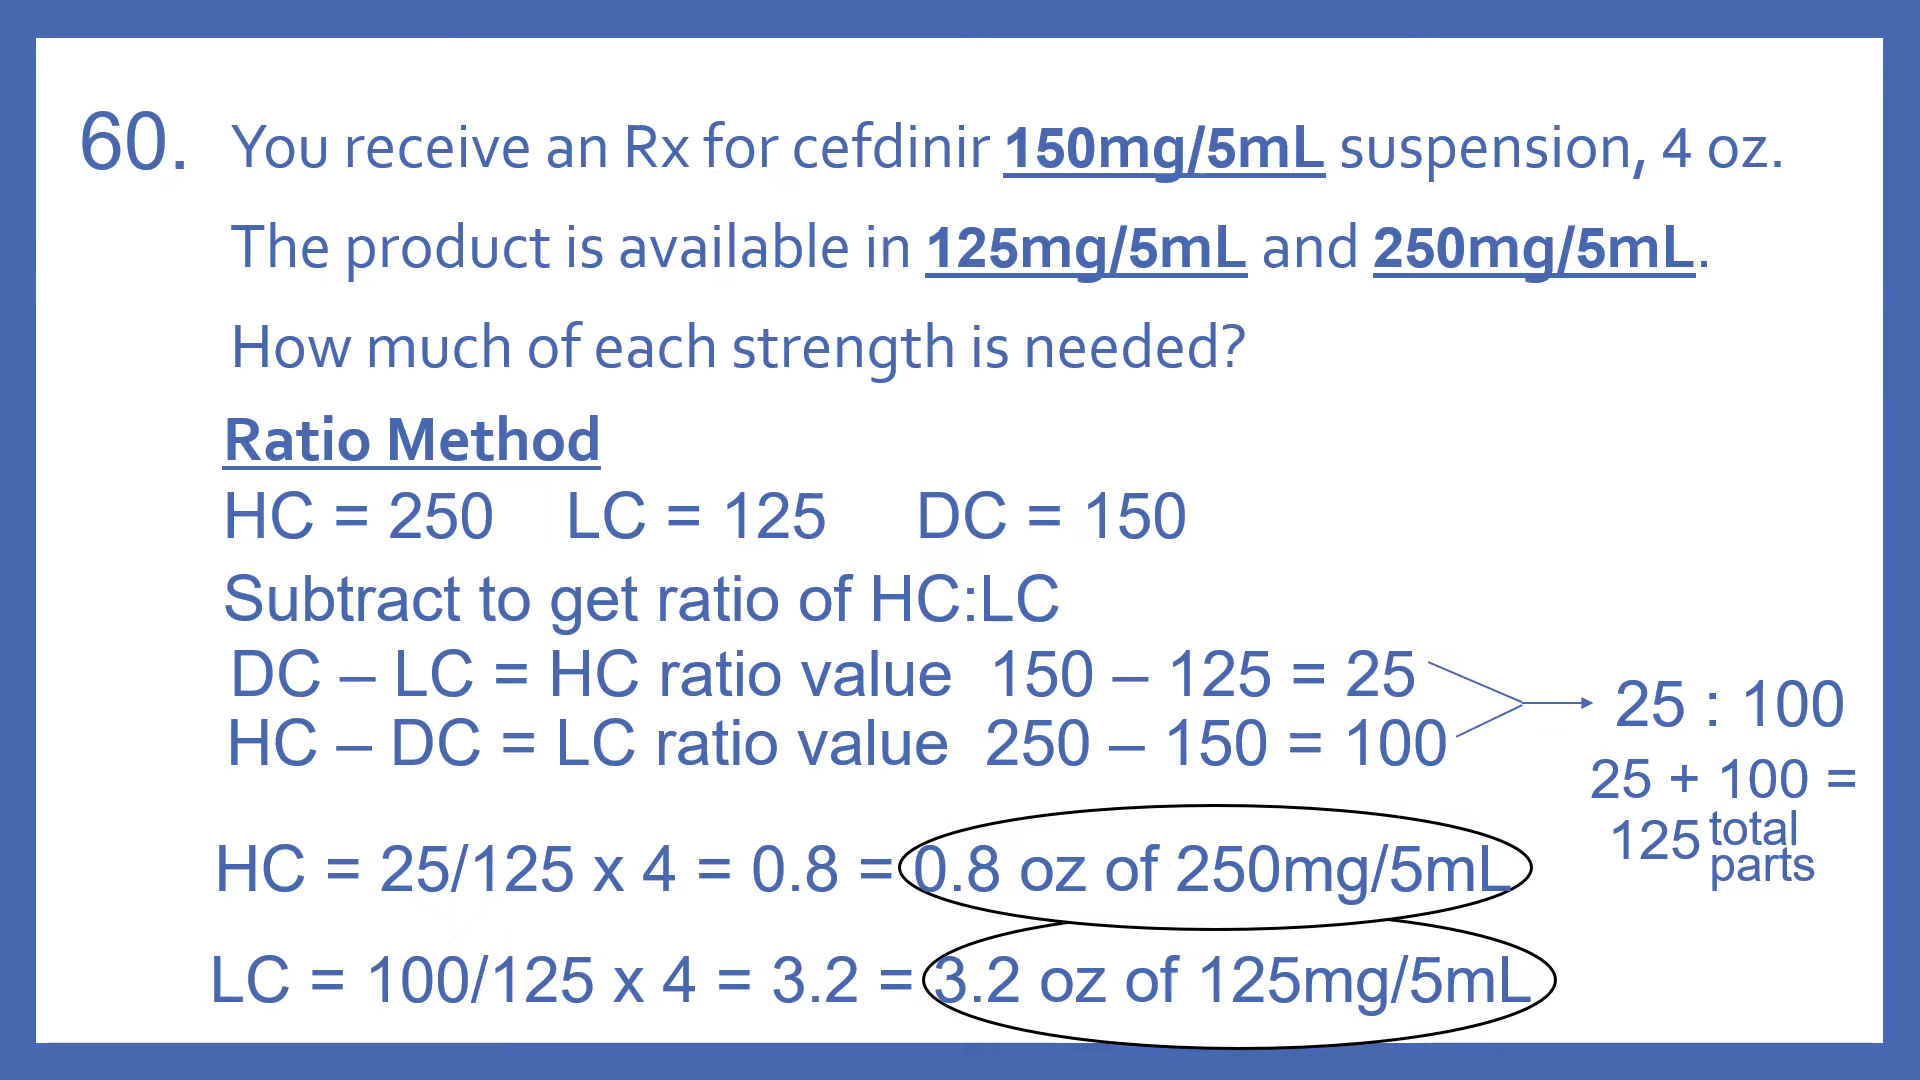 60. You receive an Rx for cefdinir 150mg/5mL suspension, 4 oz.
The product is available in 125mg/5mL and 250mg/5mL.
How much of each strength is needed?
Ratio Method
HC = 250 LC = 125 DC = 150
Subtract to get ratio of HC:LC
DC – LC = HC ratio value 150 – 125 = 25
HC – DC = LC ratio value 250 – 150 = 100
25 : 100
25 + 100 =
125 total parts
HC = 25/125 x 4 = 0.8 = 0.8 oz of 250mg/5mL
LC = 100/125 x 4 = 3.2 = 3.2 oz of 125mg/5mL